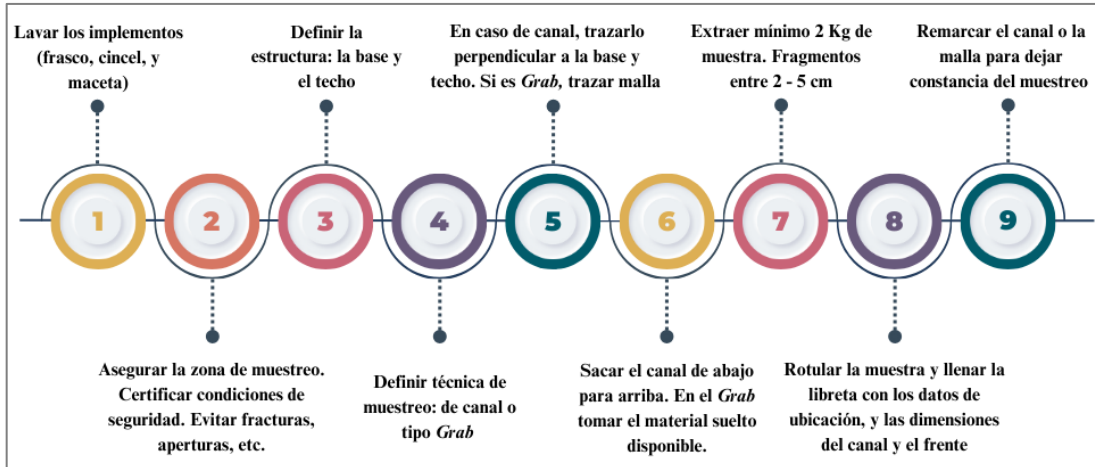 Lavar los implementos
(frasco, cincel, y
maceta)
Definir la
estructura: la base y
el techo
En caso de canal, trazarlo
perpendicular a la base y
techo. Si es Grab, trazar malla
Extraer mínimo 2 Kg de
muestra. Fragmentos
entre 2 - 5 cm
Remarcar el canal o la
malla para dejar
constancia del muestreo
1
2
3
4
5
6
7
8
9
Asegurar la zona de muestreo.
Certificar condiciones de
seguridad. Evitar fracturas,
aperturas, etc.
Definir técnica de
muestreo: de canal o
tipo Grab
Sacar el canal de abajo
para arriba. En el Grab
tomar el material suelto
disponible.
Rotular la muestra y llenar la
libreta con los datos de
ubicación, y las dimensiones
del canal y el frente